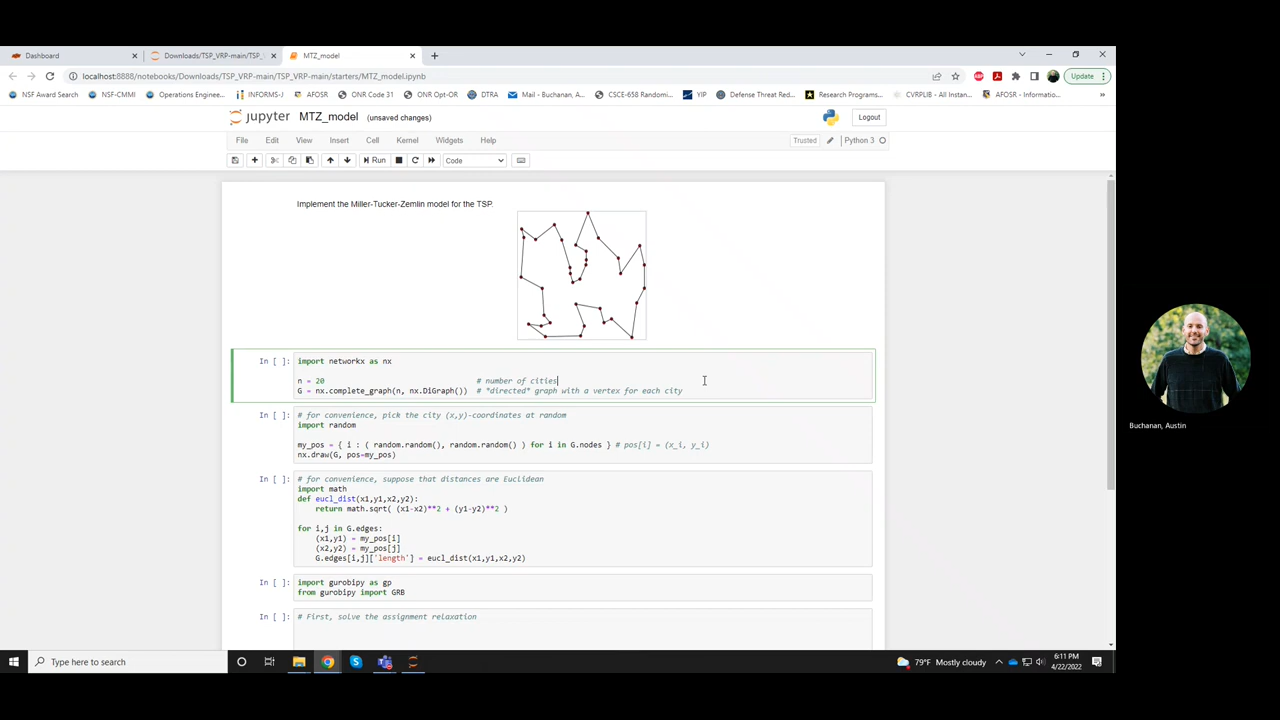 Dashboard
Downloads/TSP_VRP-main/TSP_
MTZ_model
localhost:8888/notebooks/Downloads/TSP_VRP-main/TSP_VRP-main/starters/MTZ_model.ipynb
Update
NSF Award Search
NSF-CMMI
Operations Enginee...
INFORMS-J
AFOSR
ONR Code 31
ONR Opt-OR
DTRA
Mail - Buchanan, A...
CSCE-658 Randomi...
YIP
Defense Threat Red...
Research Programs...
CVRPLIB - All Instan...
AFOSR - Informatio...
jupyter MTZ_model (unsaved changes)
Logout
File Edit View Insert Cell Kernel Widgets Help
Trusted
Python 3
Run
Code
Implement the Miller-Tucker-Zemlin model for the TSP.
In [ ]: import networkx as nx
n = 20 # number of cities
G = nx.complete_graph(n, nx.DiGraph()) # *directed* graph with a vertex for each city
In [ ]: # for convenience, pick the city (x,y)-coordinates at random
import random
my_pos = { i : ( random.random(), random.random() ) for i in G.nodes } # pos[i] = (x_i, y_i)
nx.draw(G, pos=my_pos)
In [ ]: # for convenience, suppose that distances are Euclidean
import math
def eucl_dist(x1,y1,x2,y2):
return math.sqrt( (x1-x2)**2 + (y1-y2)**2 )
for i,j in G.edges:
(x1,y1) = my_pos[i]
(x2,y2) = my_pos[j]
G.edges[i,j]['length'] = eucl_dist(x1,y1,x2,y2)
In [ ]: import gurobipy as gp
from gurobipy import GRB
In [ ]: # First, solve the assignment relaxation
Buchanan, Austin
Type here to search
79°F Mostly cloudy
6:11 PM
4/22/2022